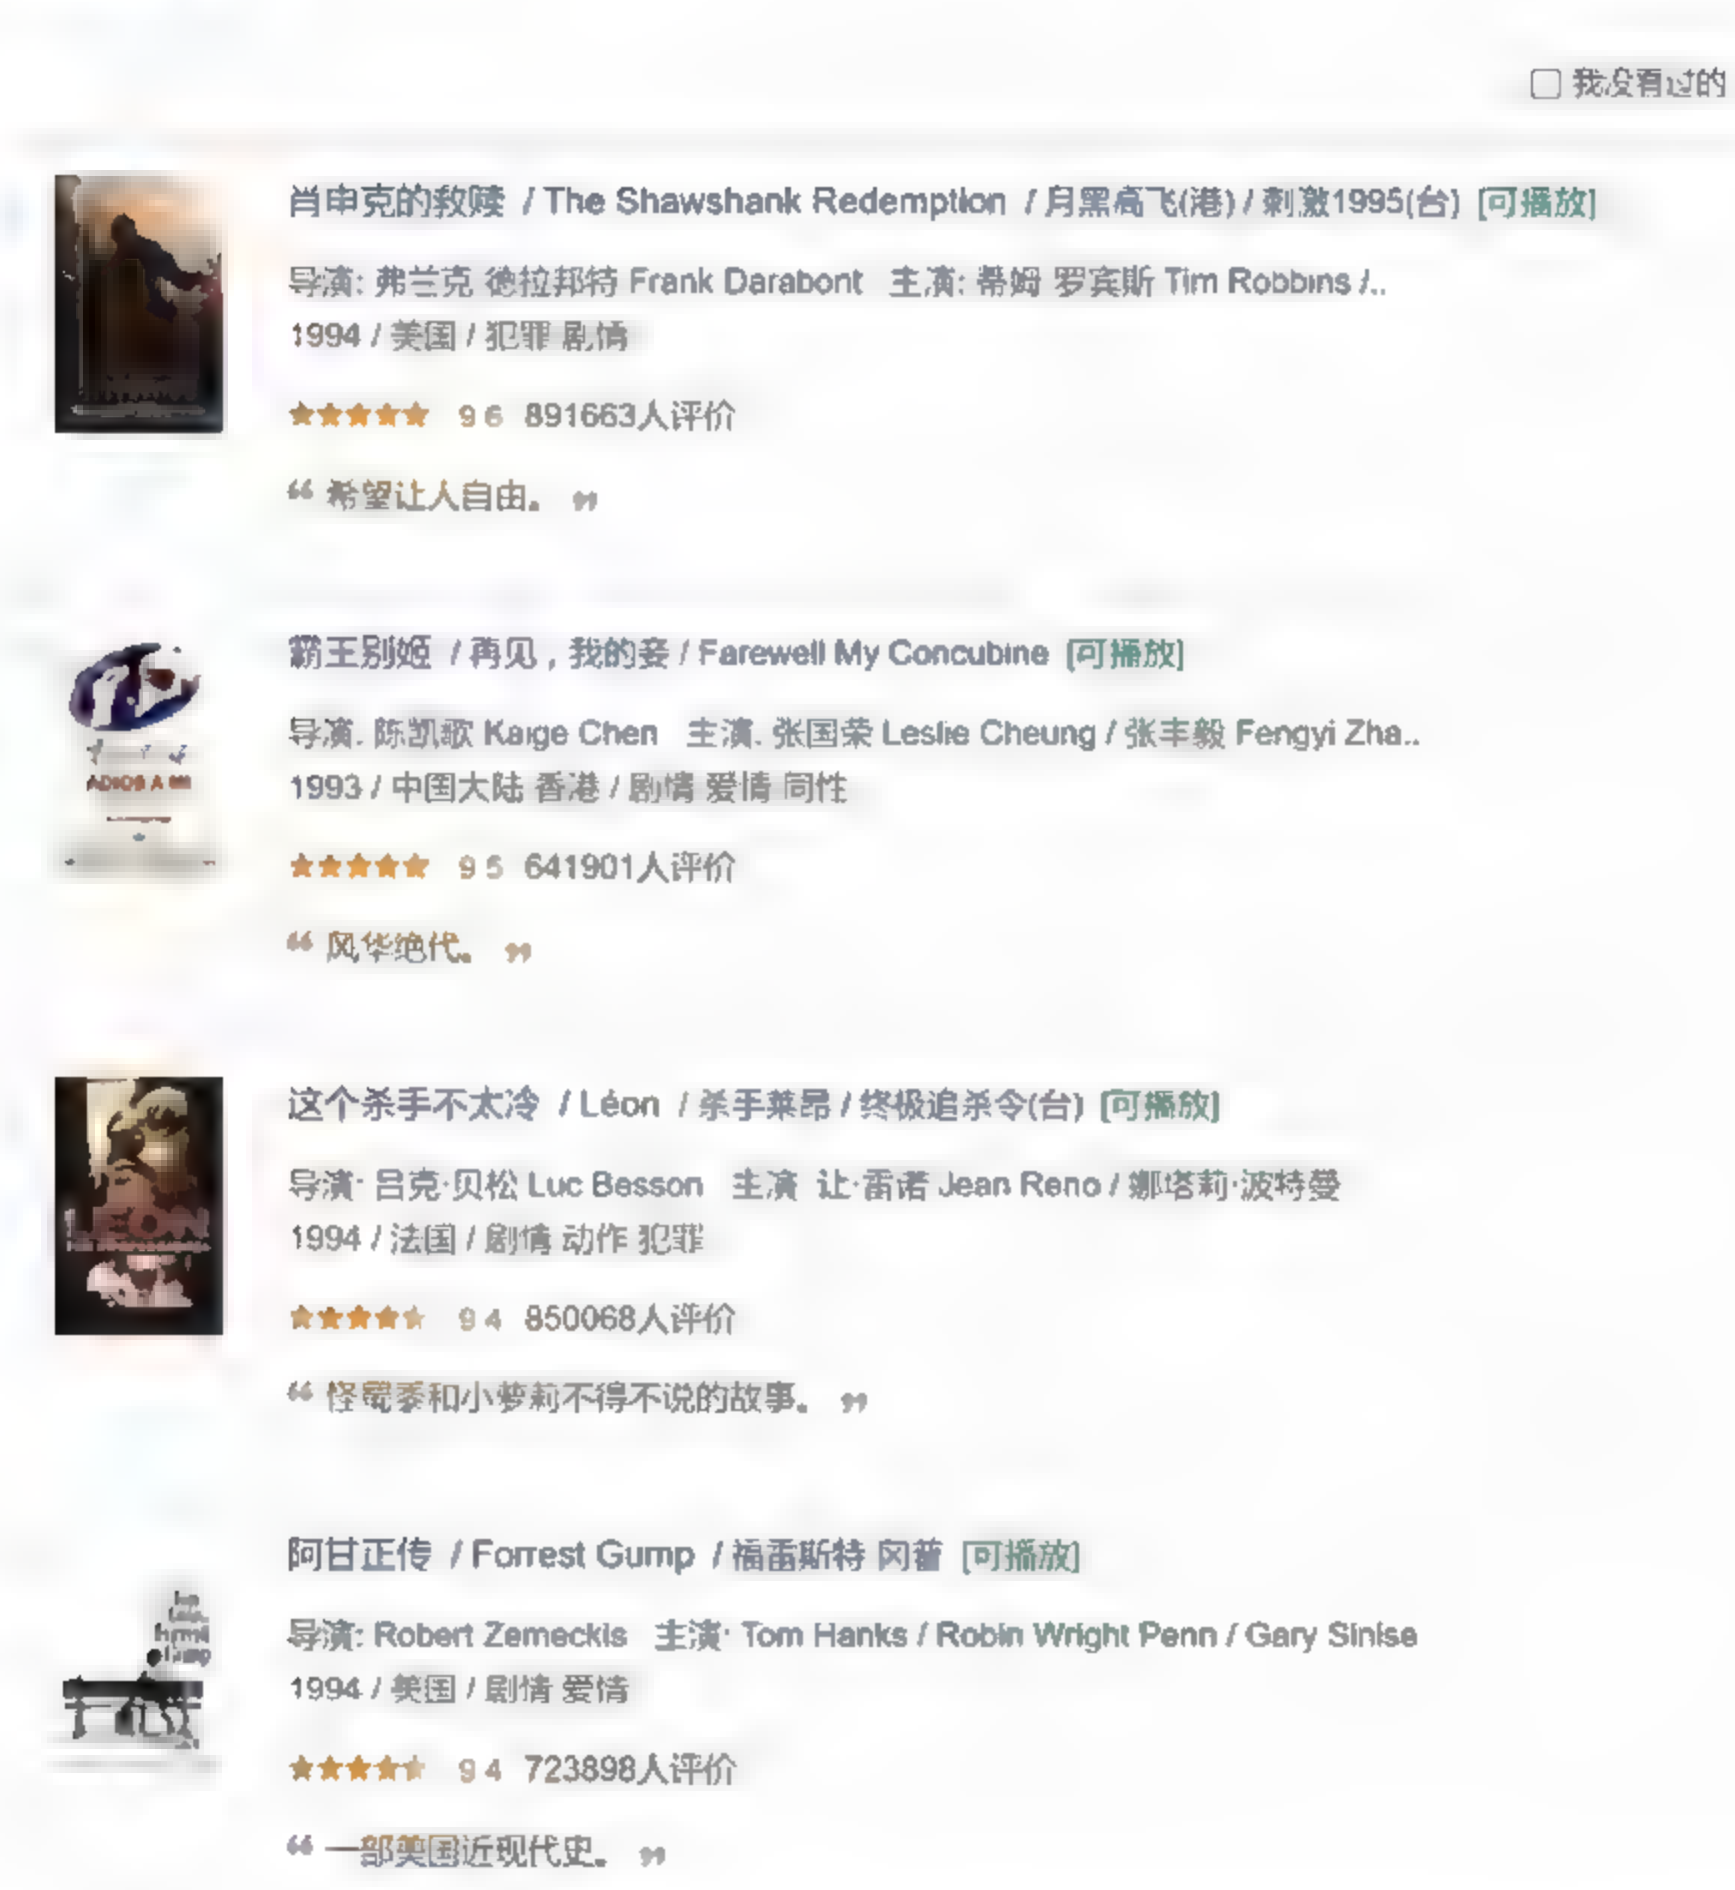 我没看过的
肖申克的救赎 / The Shawshank Redemption / 月黑高飞(港) / 刺激1995(台) [可播放]
导演: 弗兰克·德拉邦特 Frank Darabont 主演: 蒂姆·罗宾斯 Tim Robbins /...
1994 / 美国 / 犯罪 剧情
9.6 891663人评价
“ 希望让人自由。 ”
霸王别姬 / 再见，我的妾 / Farewell My Concubine [可播放]
导演: 陈凯歌 Kaige Chen 主演: 张国荣 Leslie Cheung / 张丰毅 Fengyi Zha...
1993 / 中国大陆 香港 / 剧情 爱情 同性
ADIOS A MI
9.5 641901人评价
“ 风华绝代。 ”
这个杀手不太冷 / Léon / 杀手莱昂 / 终极追杀令(台) [可播放]
导演: 吕克·贝松 Luc Besson 主演: 让·雷诺 Jean Reno / 娜塔莉·波特曼
1994 / 法国 / 剧情 动作 犯罪
9.4 850068人评价
“ 怪蜀黍和小萝莉不得不说的故事。 ”
阿甘正传 / Forrest Gump / 福雷斯特·冈普 [可播放]
导演: Robert Zemeckis 主演: Tom Hanks / Robin Wright Penn / Gary Sinise
1994 / 美国 / 剧情 爱情
9.4 723898人评价
“ 一部美国近现代史。 ”